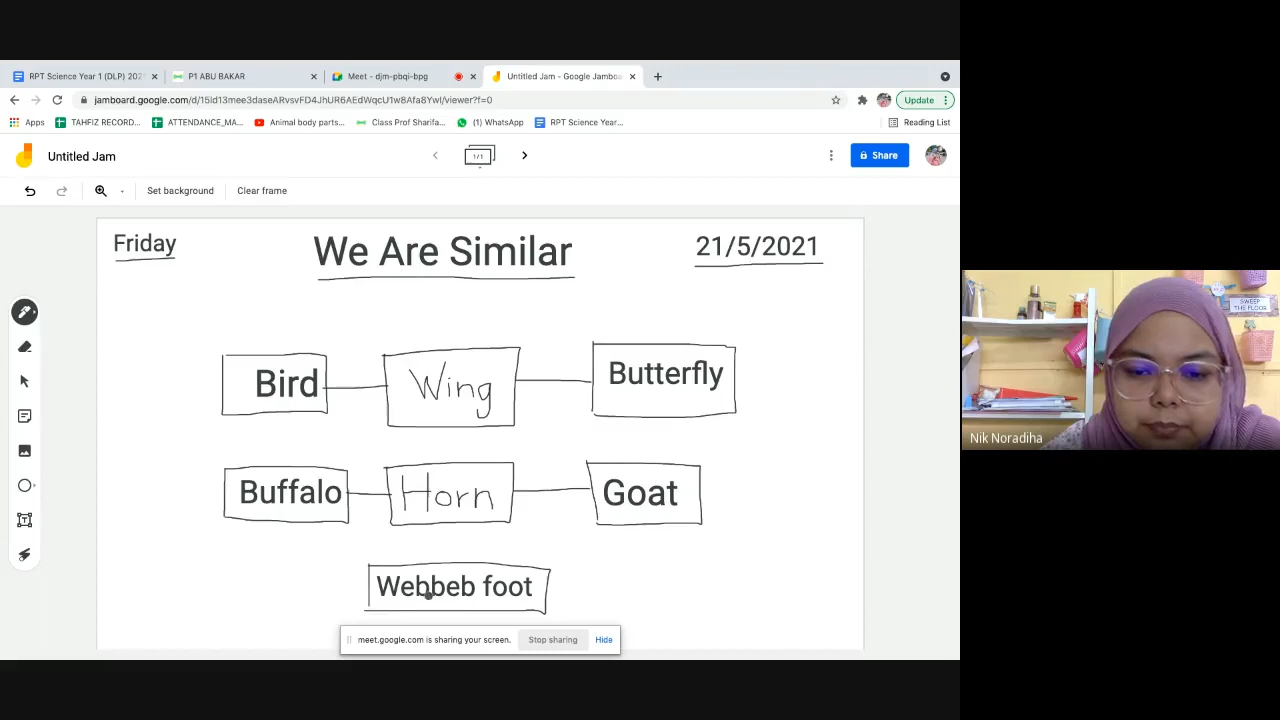 RPT Science Year 1 (DLP) 202
P1 ABU BAKAR
Meet - djm-pbqi-bpg
Untitled Jam - Google Jamboa
jamboard.google.com/d/15ld13mee3daseARvsvFD4JhUR6AEdWqcU1w8Afa8YwI/viewer?f=0
Update
Apps
TAHFIZ RECORD...
ATTENDANCE_MA...
Animal body parts...
Class Prof Sharifa...
(1) WhatsApp
RPT Science Year...
Reading List
Untitled Jam
1/1
Share
Set background
Clear frame
Friday
We Are Similar
21/5/2021
Bird
Wing
Butterfly
Buffalo
Horn
Goat
Webbeb foot
meet.google.com is sharing your screen.
Stop sharing
Hide
SWEEP
THE FLOOR
Nik Noradiha